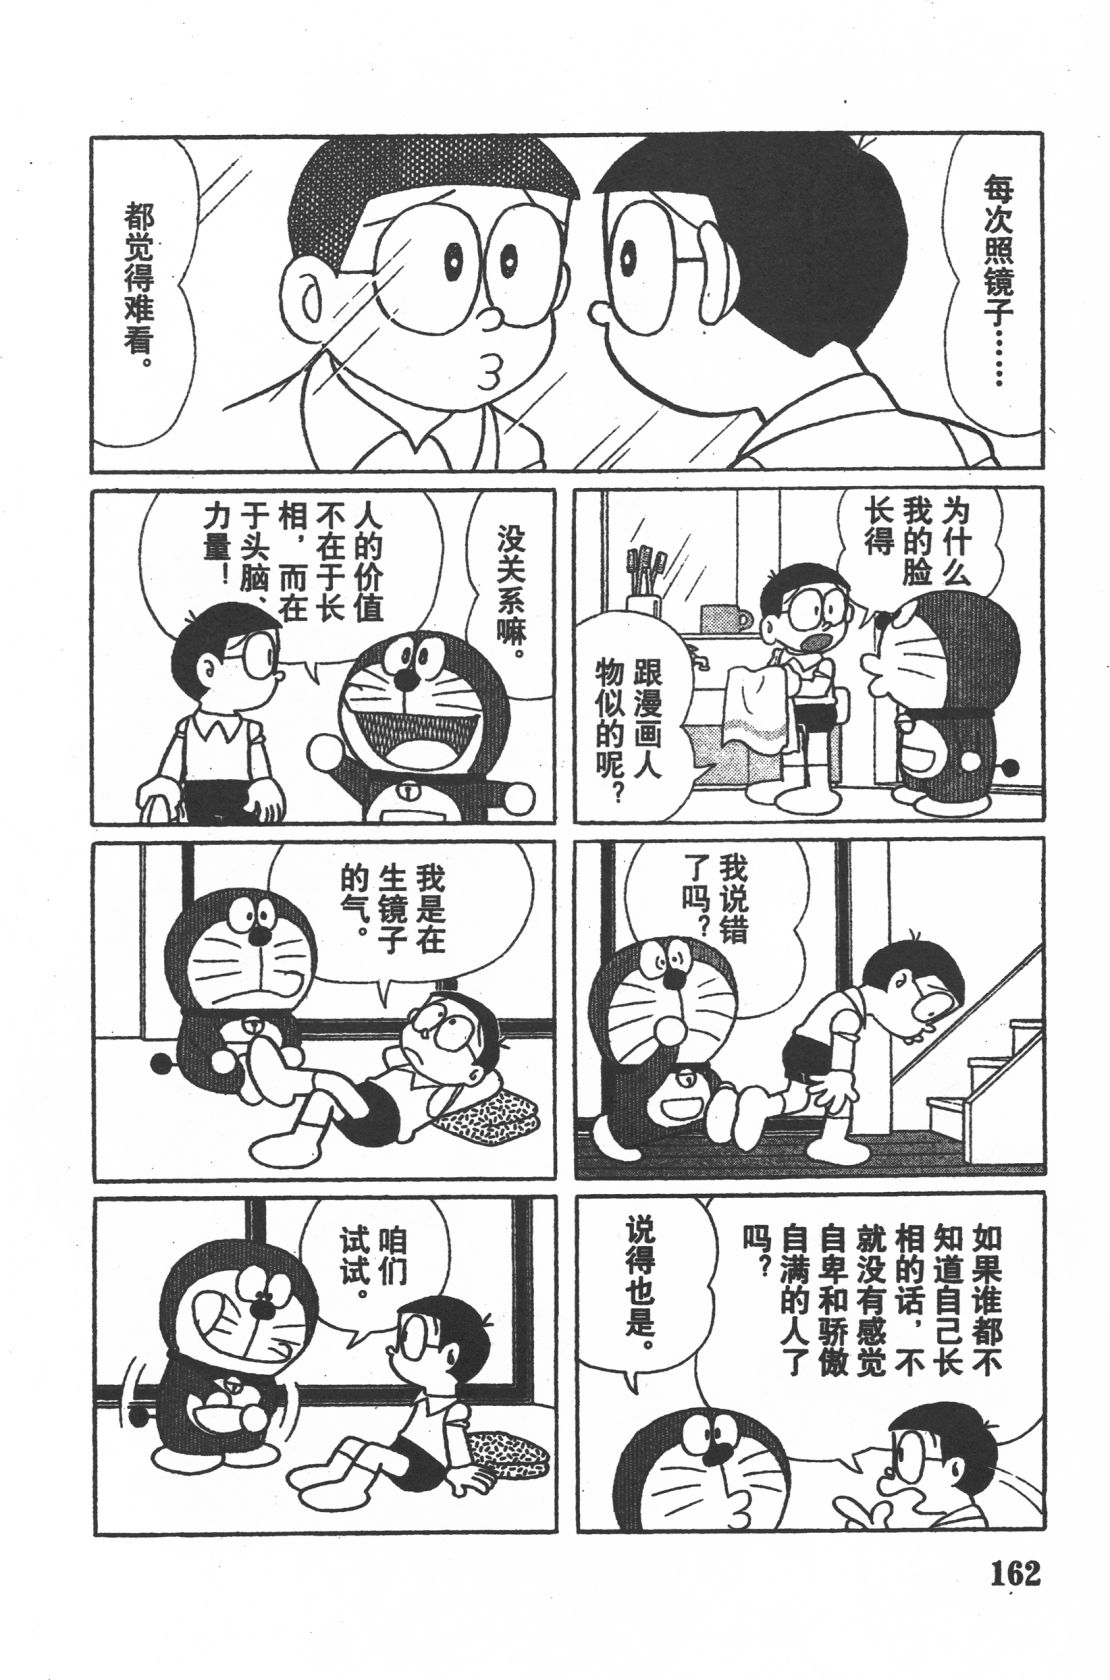 每次照镜子……
都觉得难看。
为什么
我的脸
长得
跟漫画人
物似的呢?
没关系嘛。
人的价值
不在于长
相，而在
于头脑、
力量！
我说错
了吗?
我是在
生镜子
的气。
如果谁都不
知道自己长
相的话，不
就没有感觉
自卑和骄傲
自满的人了
吗?
说得也是。
咱们
试试。
162